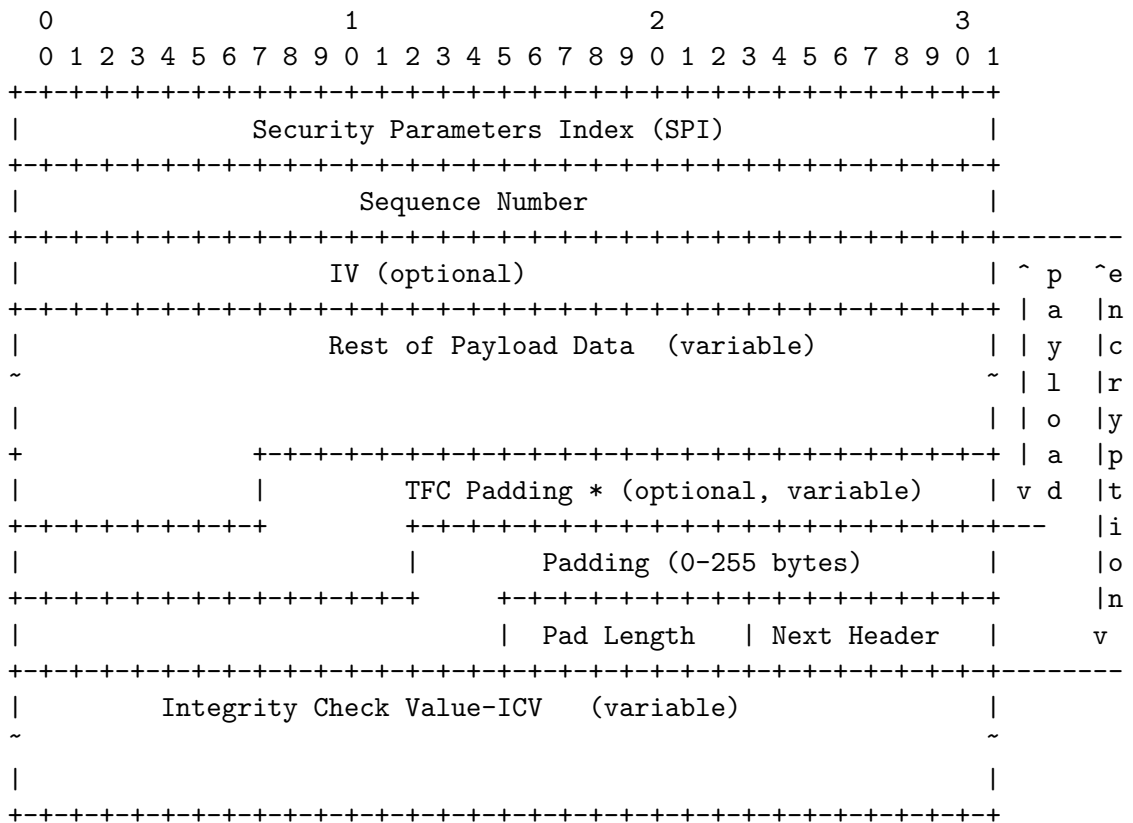 0                   1                   2                   3
 0 1 2 3 4 5 6 7 8 9 0 1 2 3 4 5 6 7 8 9 0 1 2 3 4 5 6 7 8 9 0 1
+-+-+-+-+-+-+-+-+-+-+-+-+-+-+-+-+-+-+-+-+-+-+-+-+-+-+-+-+-+-+-+-+
|               Security Parameters Index (SPI)                 |
+-+-+-+-+-+-+-+-+-+-+-+-+-+-+-+-+-+-+-+-+-+-+-+-+-+-+-+-+-+-+-+-+
|                      Sequence Number                          |
+-+-+-+-+-+-+-+-+-+-+-+-+-+-+-+-+-+-+-+-+-+-+-+-+-+-+-+-+-+-+-+-+--------
|                    IV (optional)                              | ^ p  ^e
+-+-+-+-+-+-+-+-+-+-+-+-+-+-+-+-+-+-+-+-+-+-+-+-+-+-+-+-+-+-+-+-+ | a  |n
|                    Rest of Payload Data  (variable)           | | y  |c
~                                                               ~ | l  |r
|                                                               | | o  |y
+               +-+-+-+-+-+-+-+-+-+-+-+-+-+-+-+-+-+-+-+-+-+-+-+-+ | a  |p
|               |         TFC Padding * (optional, variable)    | v d  |t
+-+-+-+-+-+-+-+-+         +-+-+-+-+-+-+-+-+-+-+-+-+-+-+-+-+-+-+-+---   |i
|                         |        Padding (0-255 bytes)        |      |o
+-+-+-+-+-+-+-+-+-+-+-+-+-+     +-+-+-+-+-+-+-+-+-+-+-+-+-+-+-+-+      |n
|                               |  Pad Length   | Next Header   |      v
+-+-+-+-+-+-+-+-+-+-+-+-+-+-+-+-+-+-+-+-+-+-+-+-+-+-+-+-+-+-+-+-+--------
|         Integrity Check Value-ICV   (variable)                |
~                                                               ~
|                                                               |
+-+-+-+-+-+-+-+-+-+-+-+-+-+-+-+-+-+-+-+-+-+-+-+-+-+-+-+-+-+-+-+-+